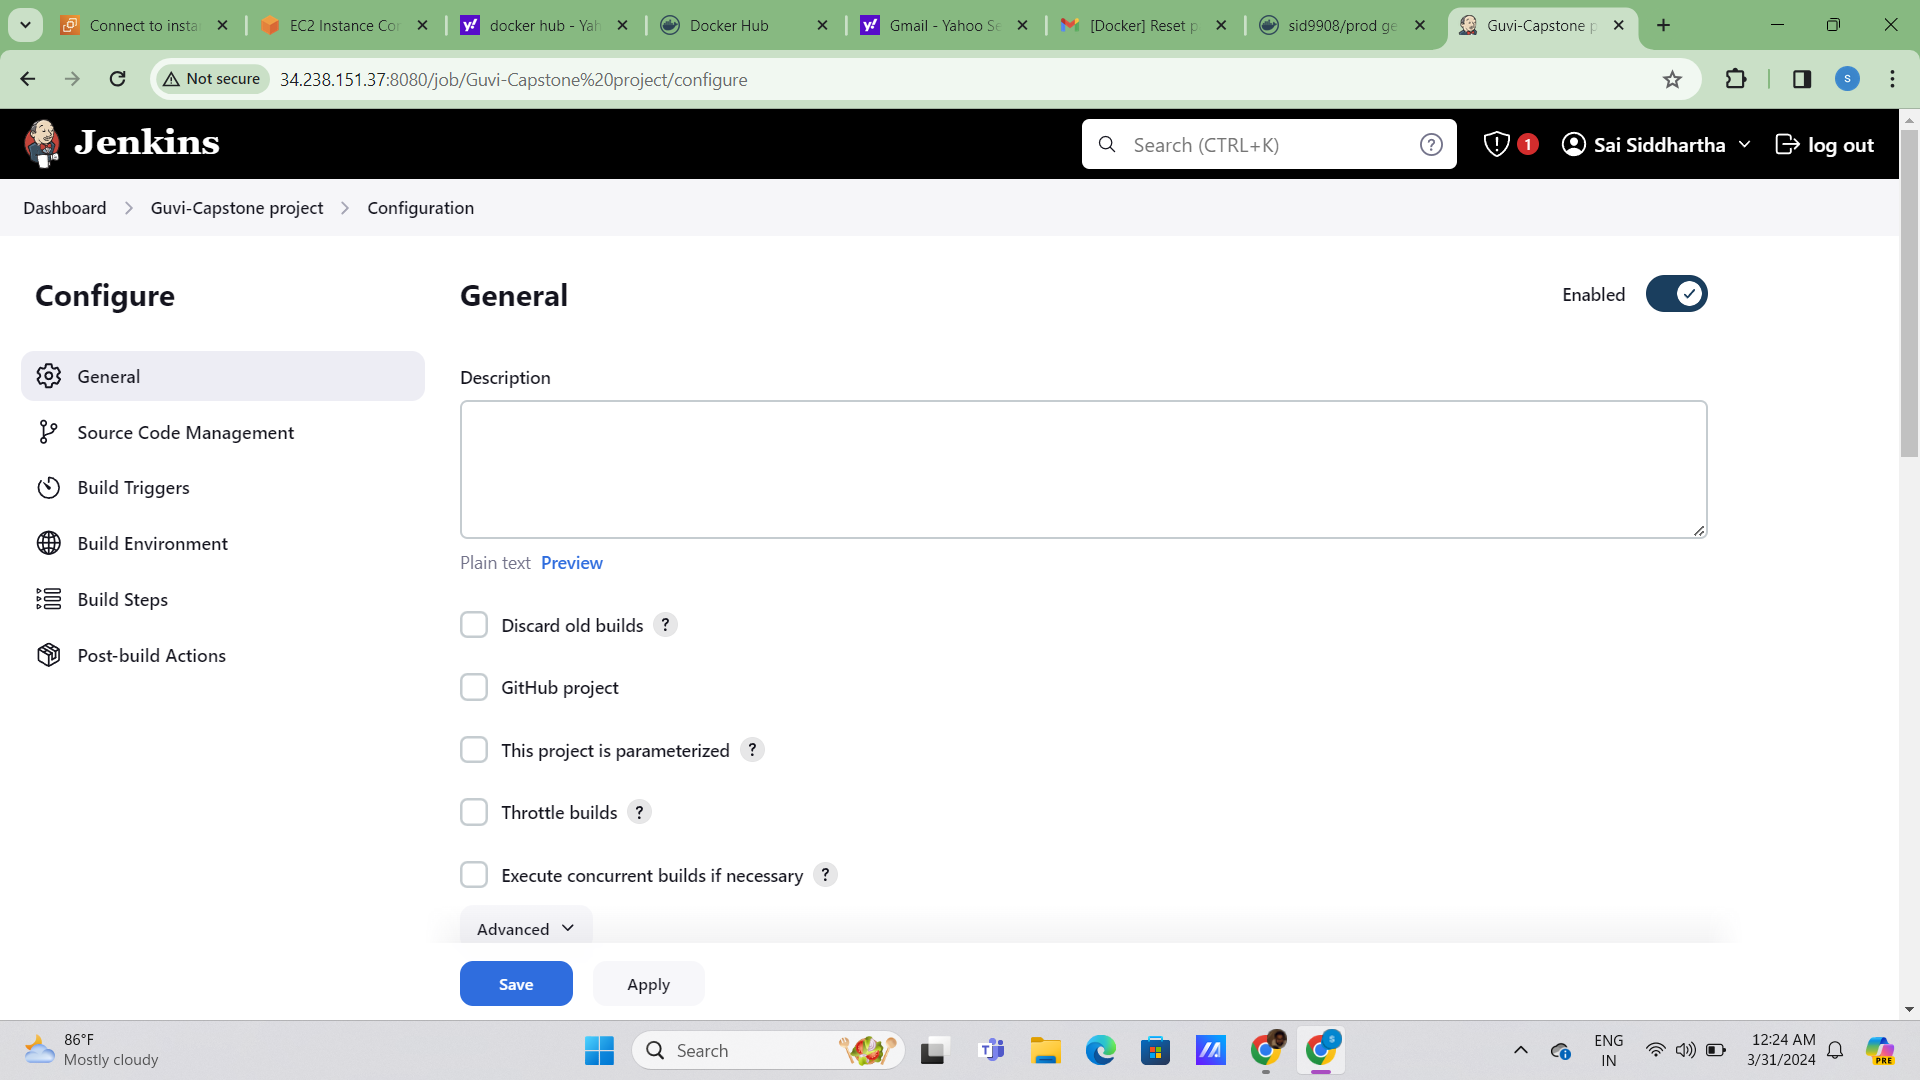 Connect to insta
EC2 Instance Con
docker hub - Yah
Docker Hub
Gmail - Yahoo Se
[Docker] Reset p
sid9908/prod ge
Guvi-Capstone p
Not secure
34.238.151.37:8080/job/Guvi-Capstone%20project/configure
S
Jenkins
Search (CTRL+K)
?
1
Sai Siddhartha
log out
Dashboard
Guvi-Capstone project
Configuration
Configure
General
Source Code Management
Build Triggers
Build Environment
Build Steps
Post-build Actions
General
Enabled
Description
Plain text Preview
Discard old builds ?
GitHub project
This project is parameterized ?
Throttle builds ?
Execute concurrent builds if necessary ?
Advanced
Save
Apply
86°F
Mostly cloudy
Search
ENG
IN
12:24 AM
3/31/2024
PRE